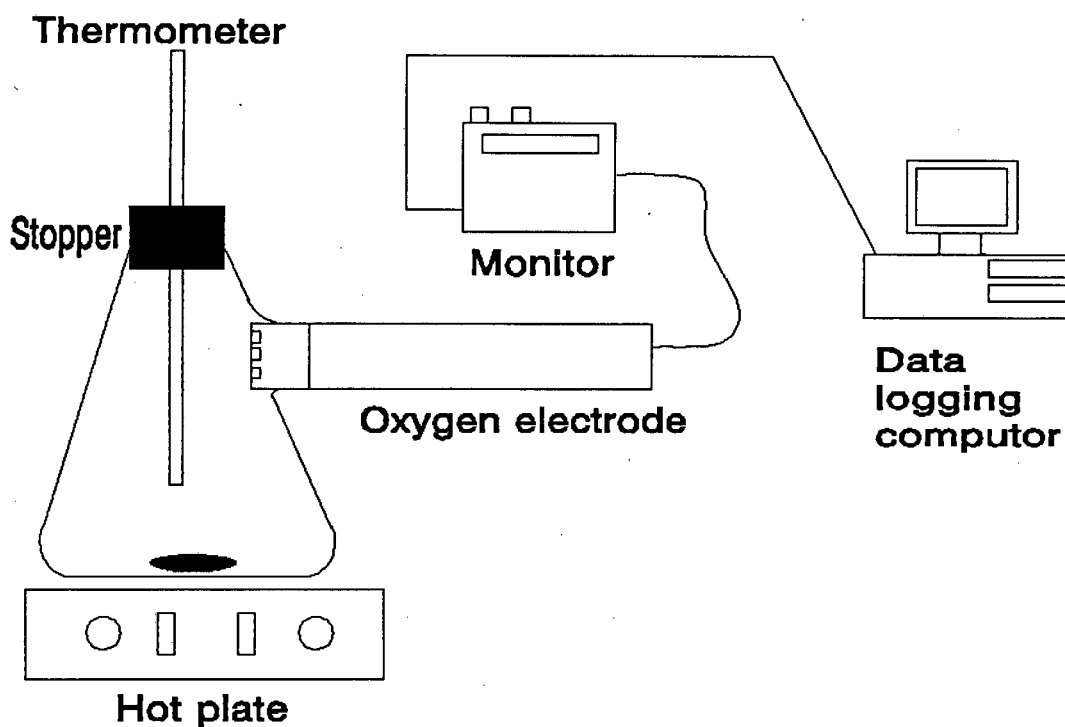 Thermometer
Stopper
Monitor
Oxygen electrode
Data
logging
computor
Hot plate